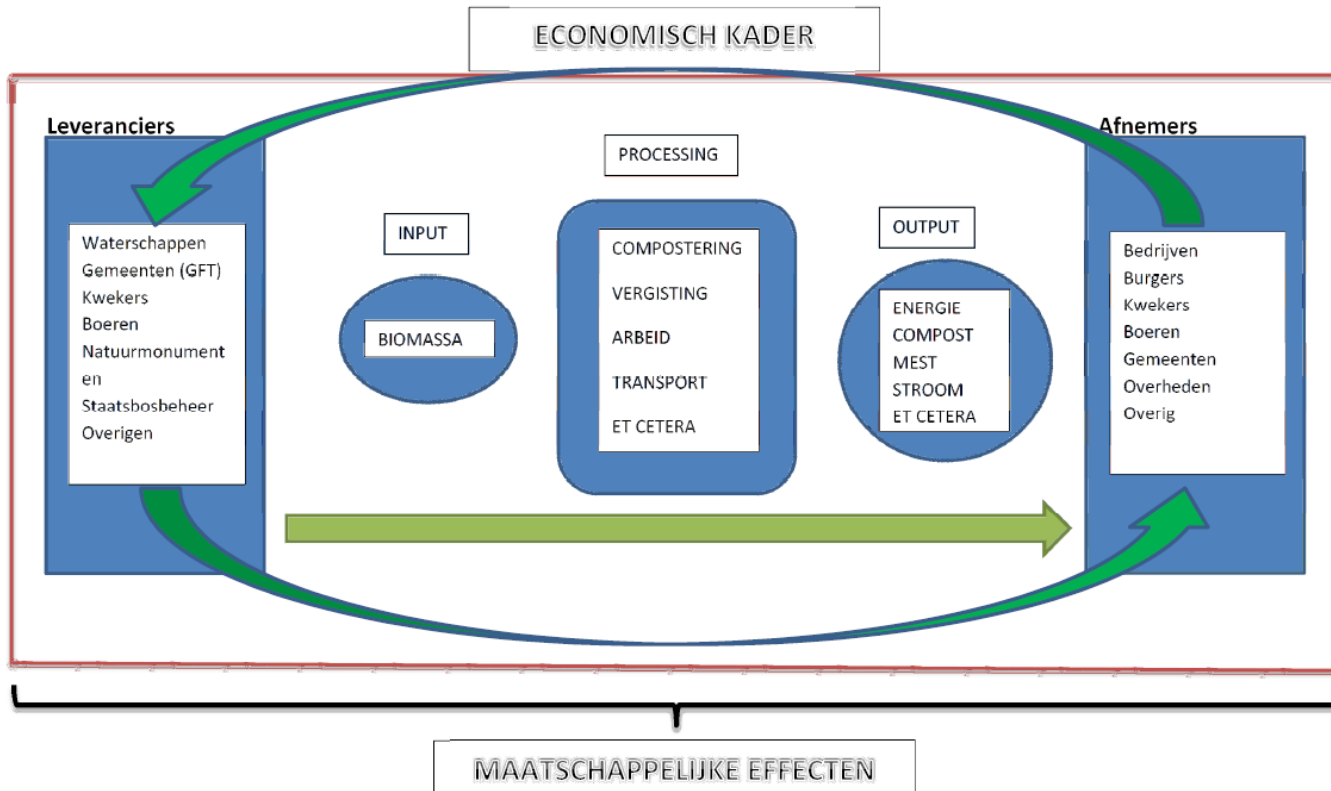 ECONOMISCH KADER
Leveranciers
Waterschappen
Gemeenten (GFT)
Kwekers
Boeren
Natuurmonument
en
Staatsbosbeheer
Overigen
INPUT
BIOMASSA
PROCESSING
COMPOSTERING
VERGISTING
ARBEID
TRANSPORT
ET CETERA
OUTPUT
ENERGIE
COMPOST
MEST
STROOM
ET CETERA
Afnemers
Bedrijven
Burgers
Kwekers
Boeren
Gemeenten
Overheden
Overig
MAATSCHAPPELIJKE EFFECTEN